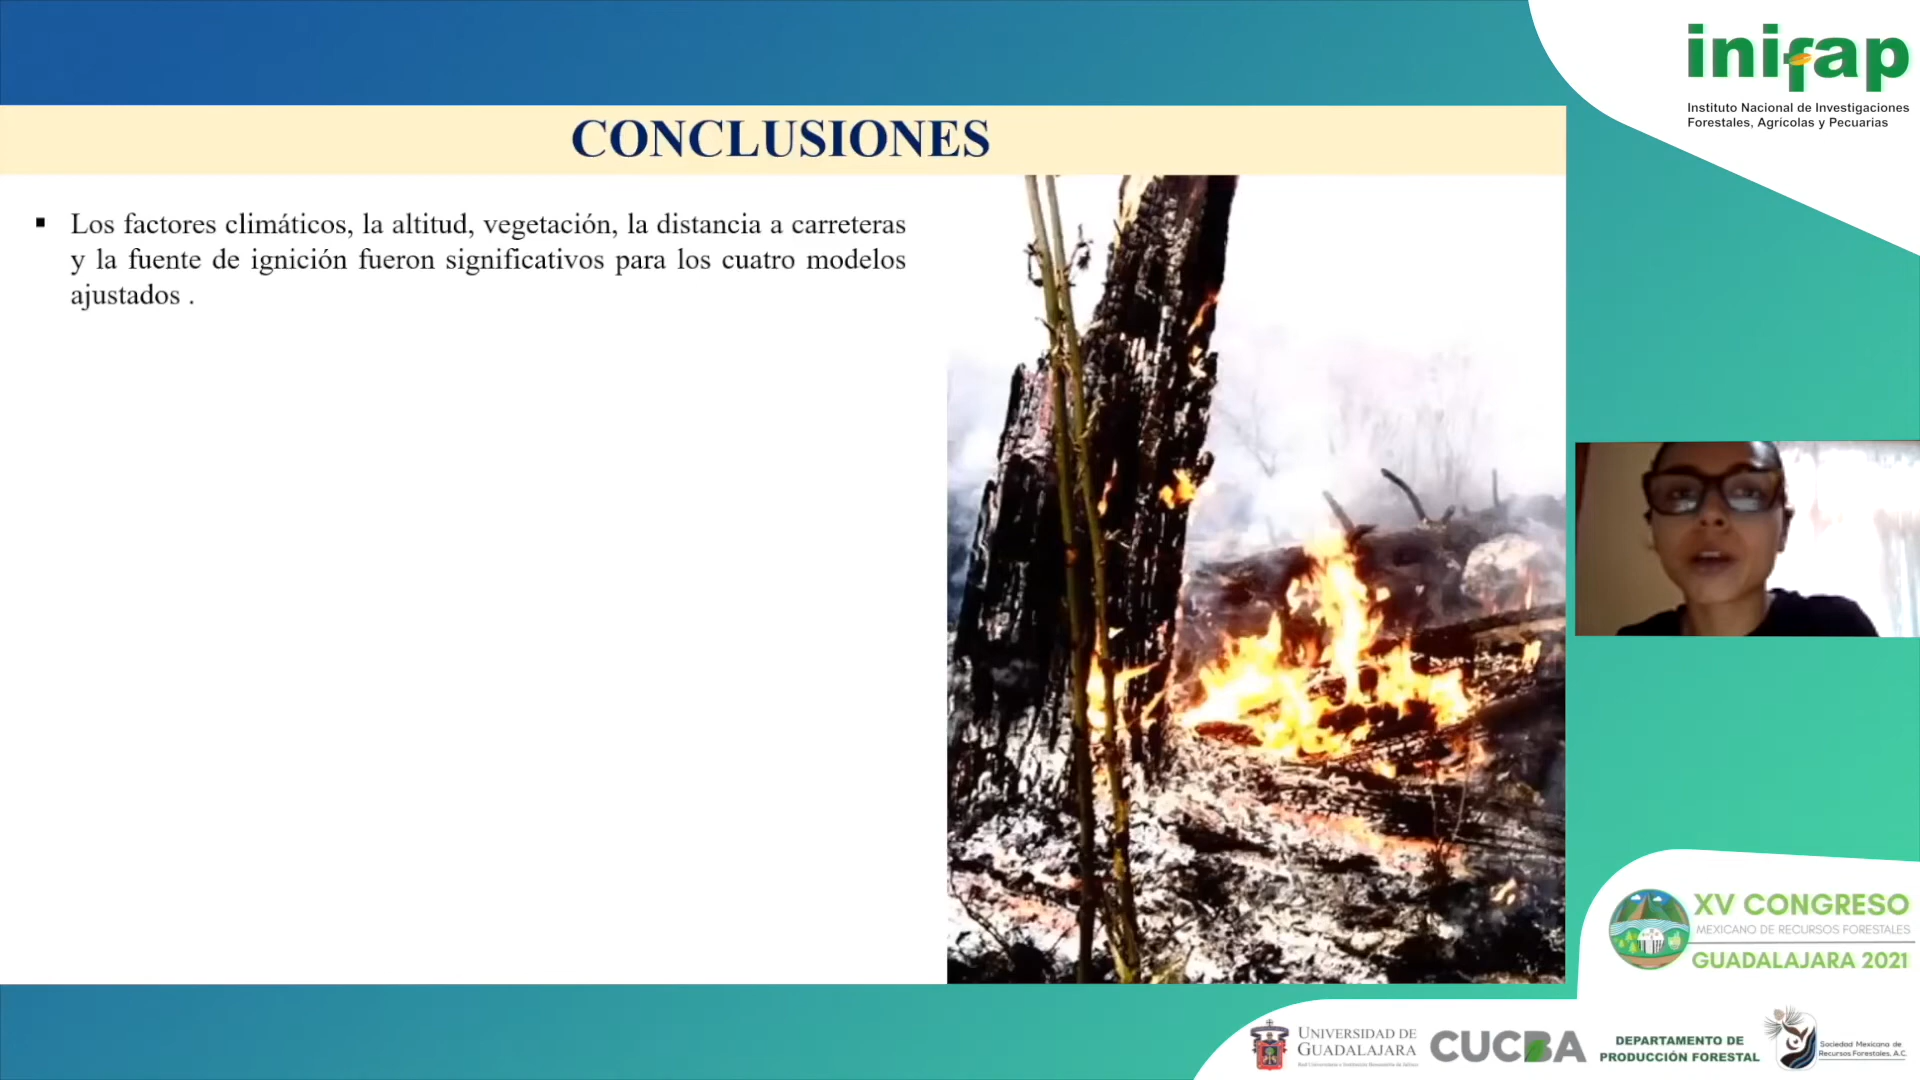 inifap
Instituto Nacional de Investigaciones
Forestales, Agrícolas y Pecuarias
CONCLUSIONES
▪ Los factores climáticos, la altitud, vegetación, la distancia a carreteras
y la fuente de ignición fueron significativos para los cuatro modelos
ajustados .
XV CONGRESO
MEXICANO DE RECURSOS FORESTALES
GUADALAJARA 2021
UNIVERSIDAD DE
GUADALAJARA
CUCBA
DEPARTAMENTO DE
PRODUCCIÓN FORESTAL
Sociedad Mexicana de
Recursos Forestales, A.C.